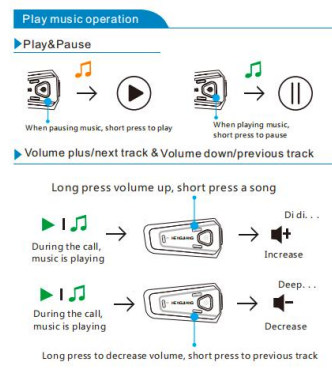 Play music operation
Play&Pause
When pausing music, short press to play
When playing music,
short press to pause
Volume plus/next track & Volume down/previous track
Long press volume up, short press a song
Di di. . .
During the call,
music is playing
Increase
Deep. . .
During the call,
music is playing
Decrease
Long press to decrease volume, short press to previous track